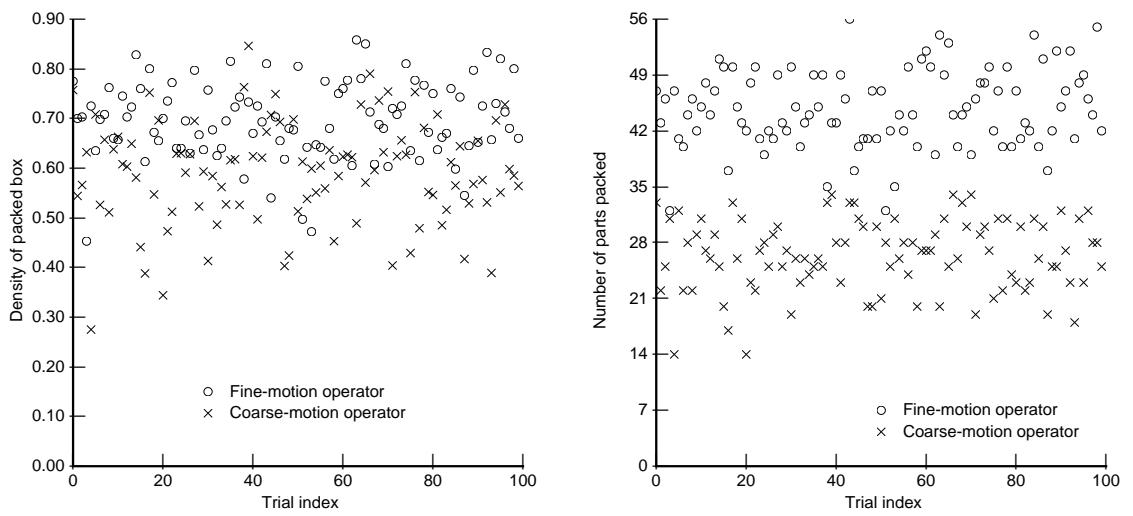 0.90
0.80
0.70
0.60
0.50
0.40
0.30
0.20
0.10
0.00
Density of packed box
0 20 40 60 80 100
Trial index
Fine-motion operator
Coarse-motion operator
56
49
42
35
28
21
14
7
0
Number of parts packed
0 20 40 60 80 100
Trial index
Fine-motion operator
Coarse-motion operator